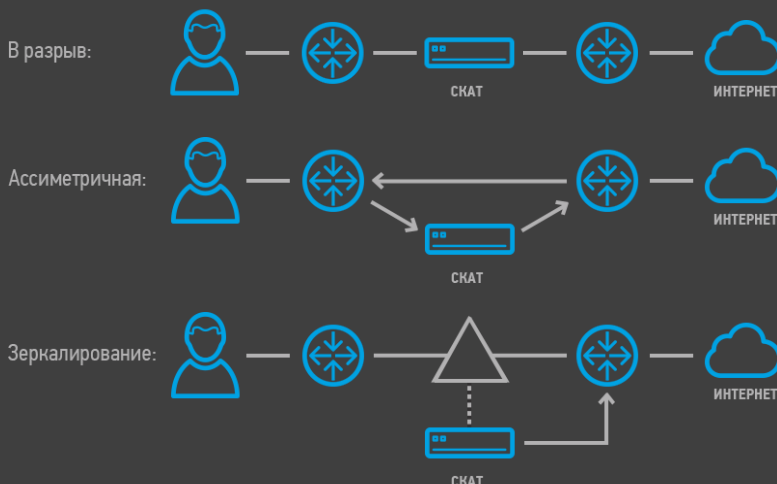 В разрыв:
СКАТ
ИНТЕРНЕТ
Ассиметричная:
ИНТЕРНЕТ
СКАТ
Зеркалирование:
ИНТЕРНЕТ
СКАТ